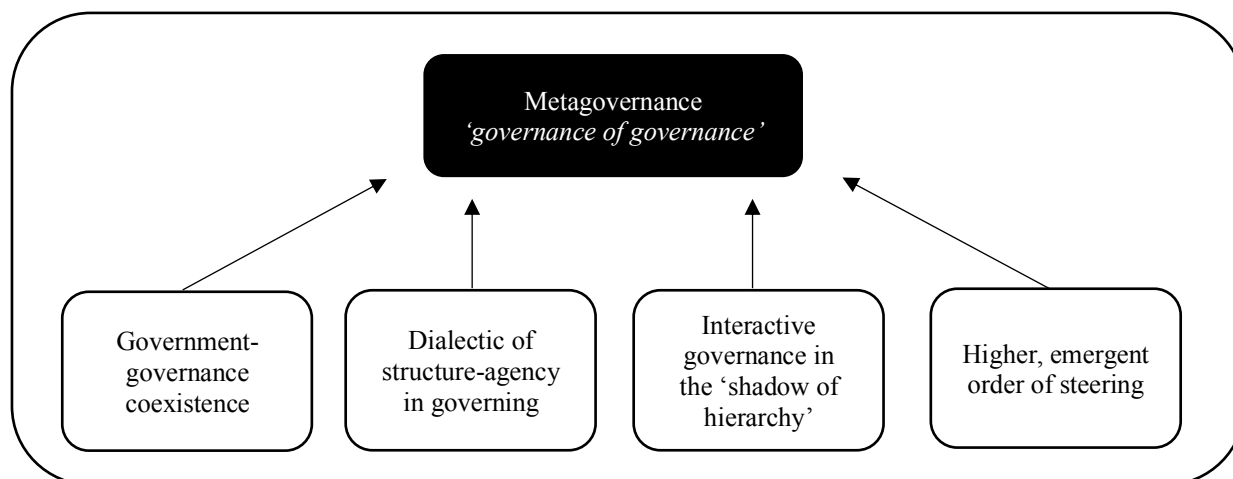 Metagovernance
‘governance of governance’
Government-
governance
coexistence
Dialectic of
structure-agency
in governing
Interactive
governance in
the ‘shadow of
hierarchy’
Higher, emergent
order of steering